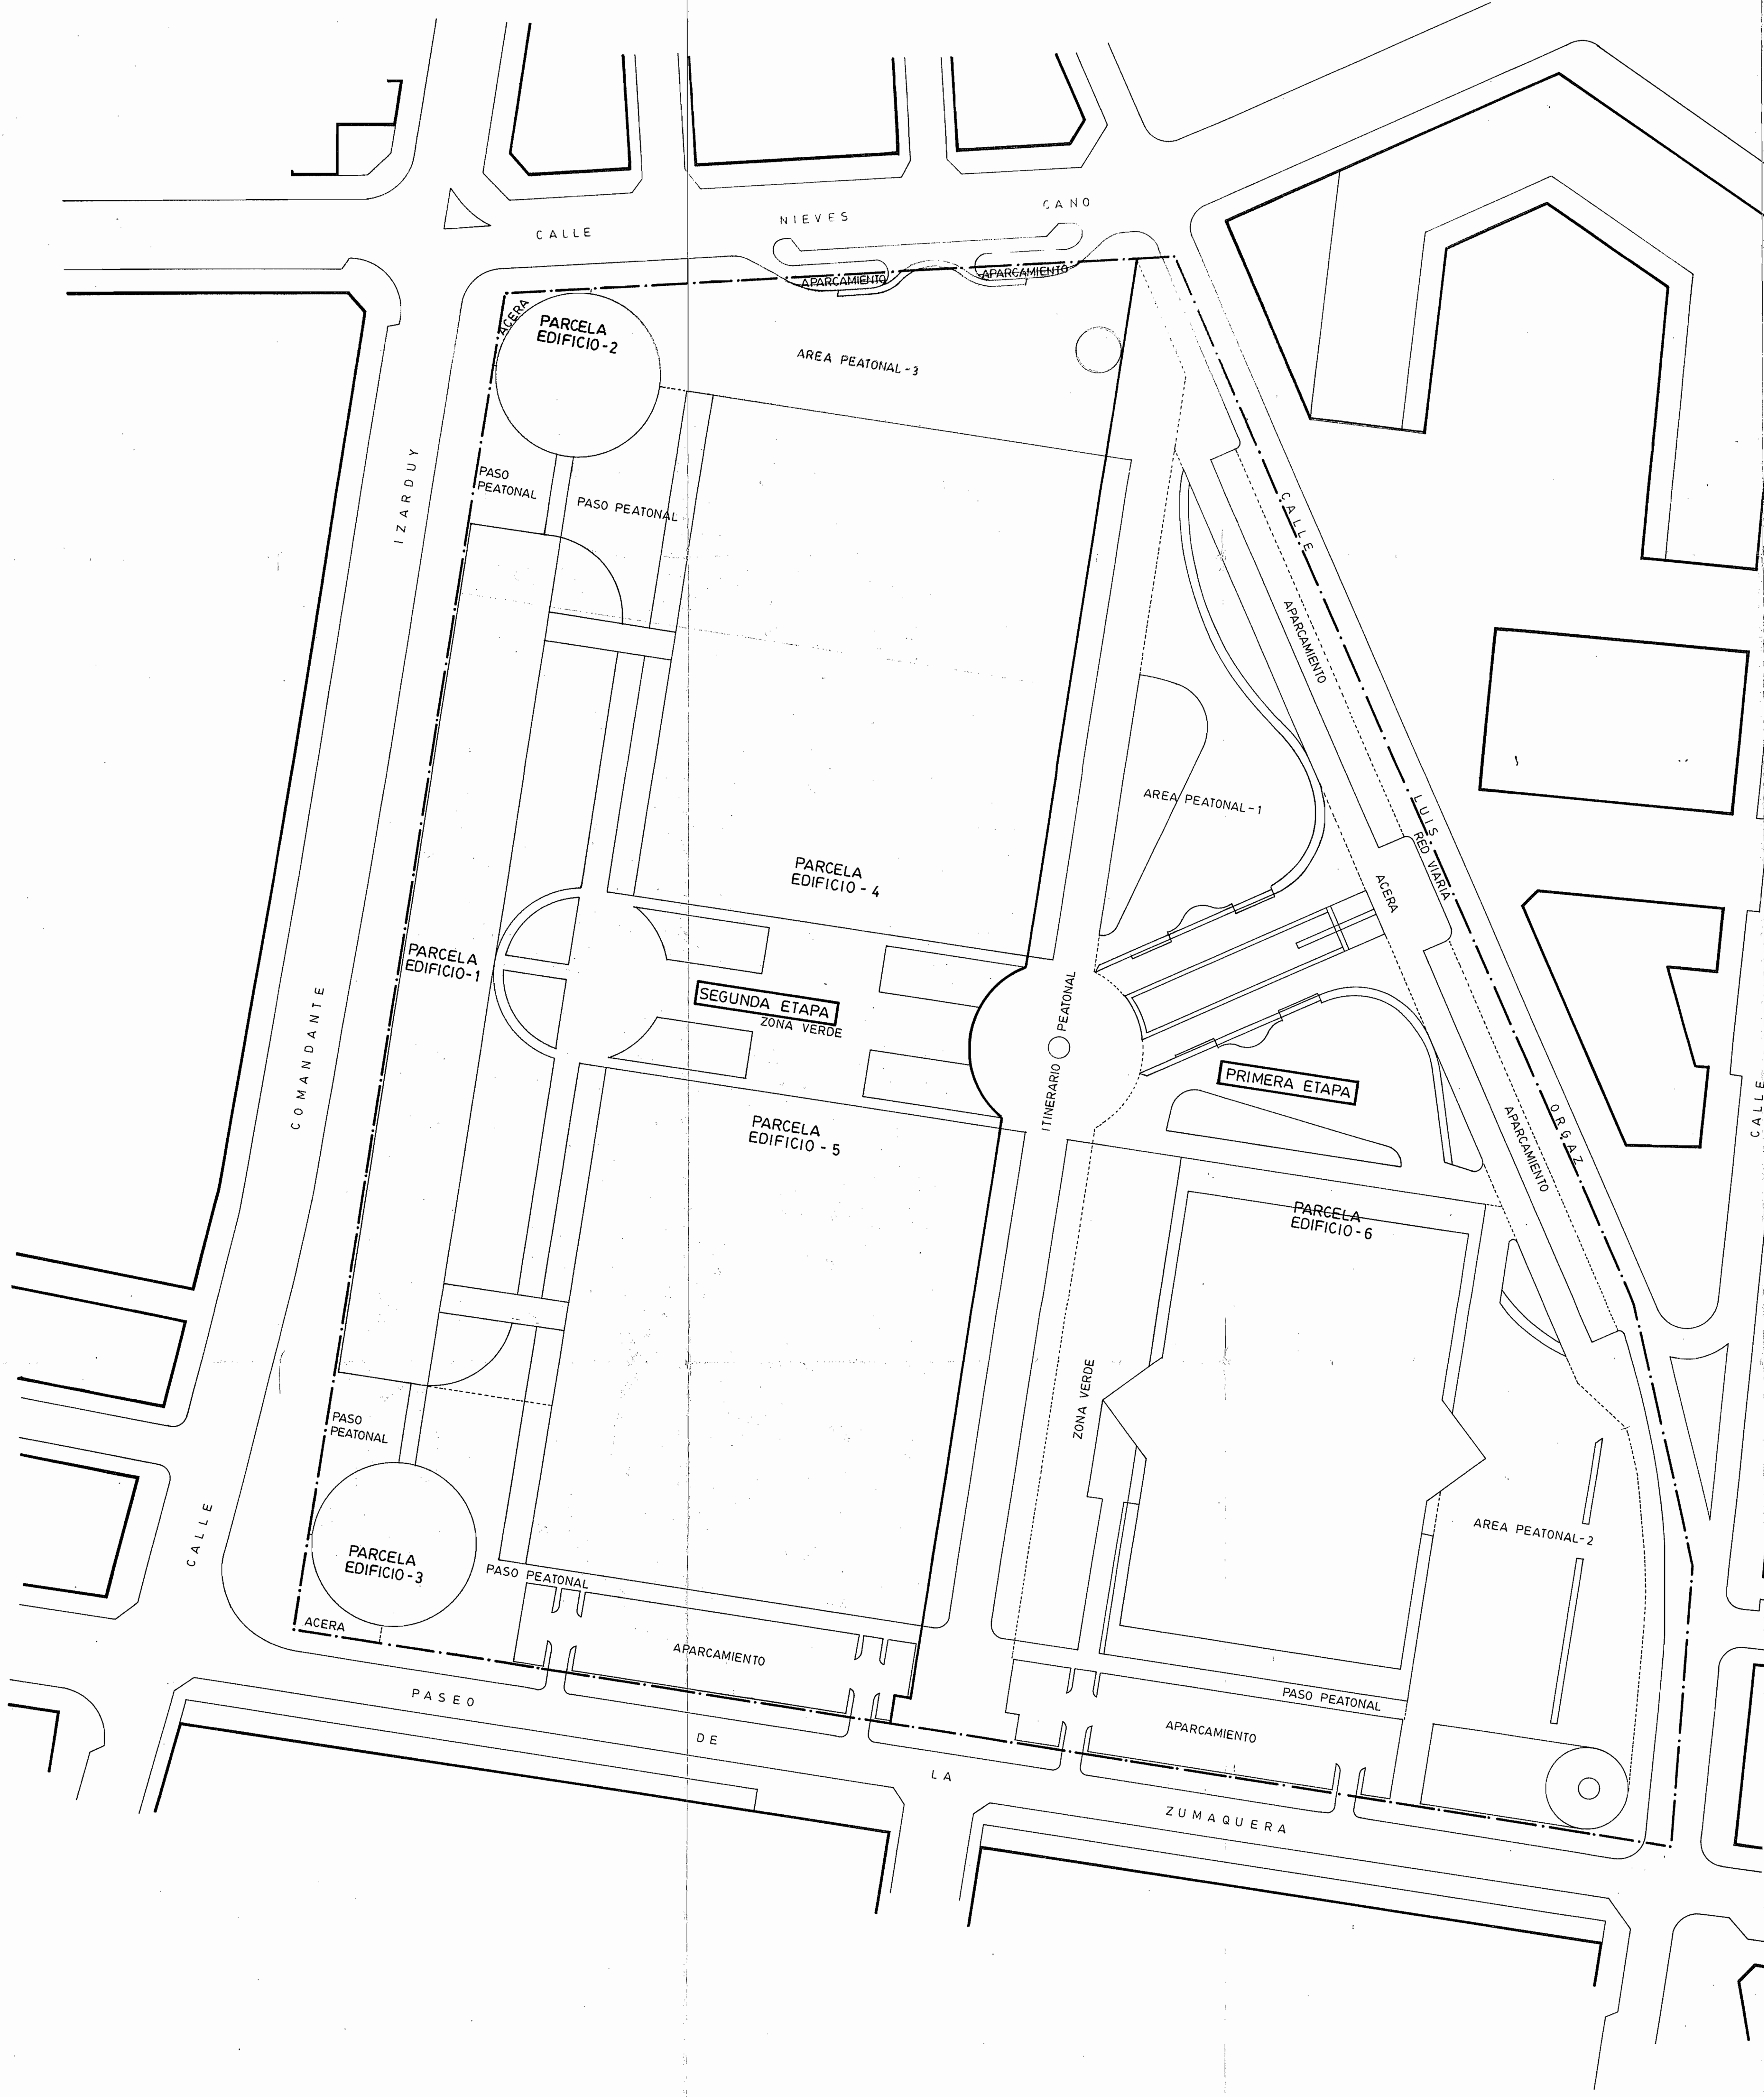 CALLE
NIEVES
CANO
APARCAMIENTO
APARCAMIENTO
ACERA
PARCELA
EDIFICIO-2
AREA PEATONAL-3
IZARDUY
PASO
PEATONAL
PASO PEATONAL
CALLE
APARCAMIENTO
AREA PEATONAL-1
LUIS
RED VIARIA
PARCELA
EDIFICIO-4
ACERA
PARCELA
EDIFICIO-1
SEGUNDA ETAPA
ZONA VERDE
ITINERARIO PEATONAL
COMANDANTE
PRIMERA ETAPA
ORGAZ
APARCAMIENTO
CALLE
PARCELA
EDIFICIO-5
PARCELA
EDIFICIO-6
ZONA VERDE
PASO
PEATONAL
CALLE
AREA PEATONAL-2
PARCELA
EDIFICIO-3
PASO PEATONAL
ACERA
APARCAMIENTO
PASO PEATONAL
APARCAMIENTO
PASEO
DE
LA
ZUMAQUERA